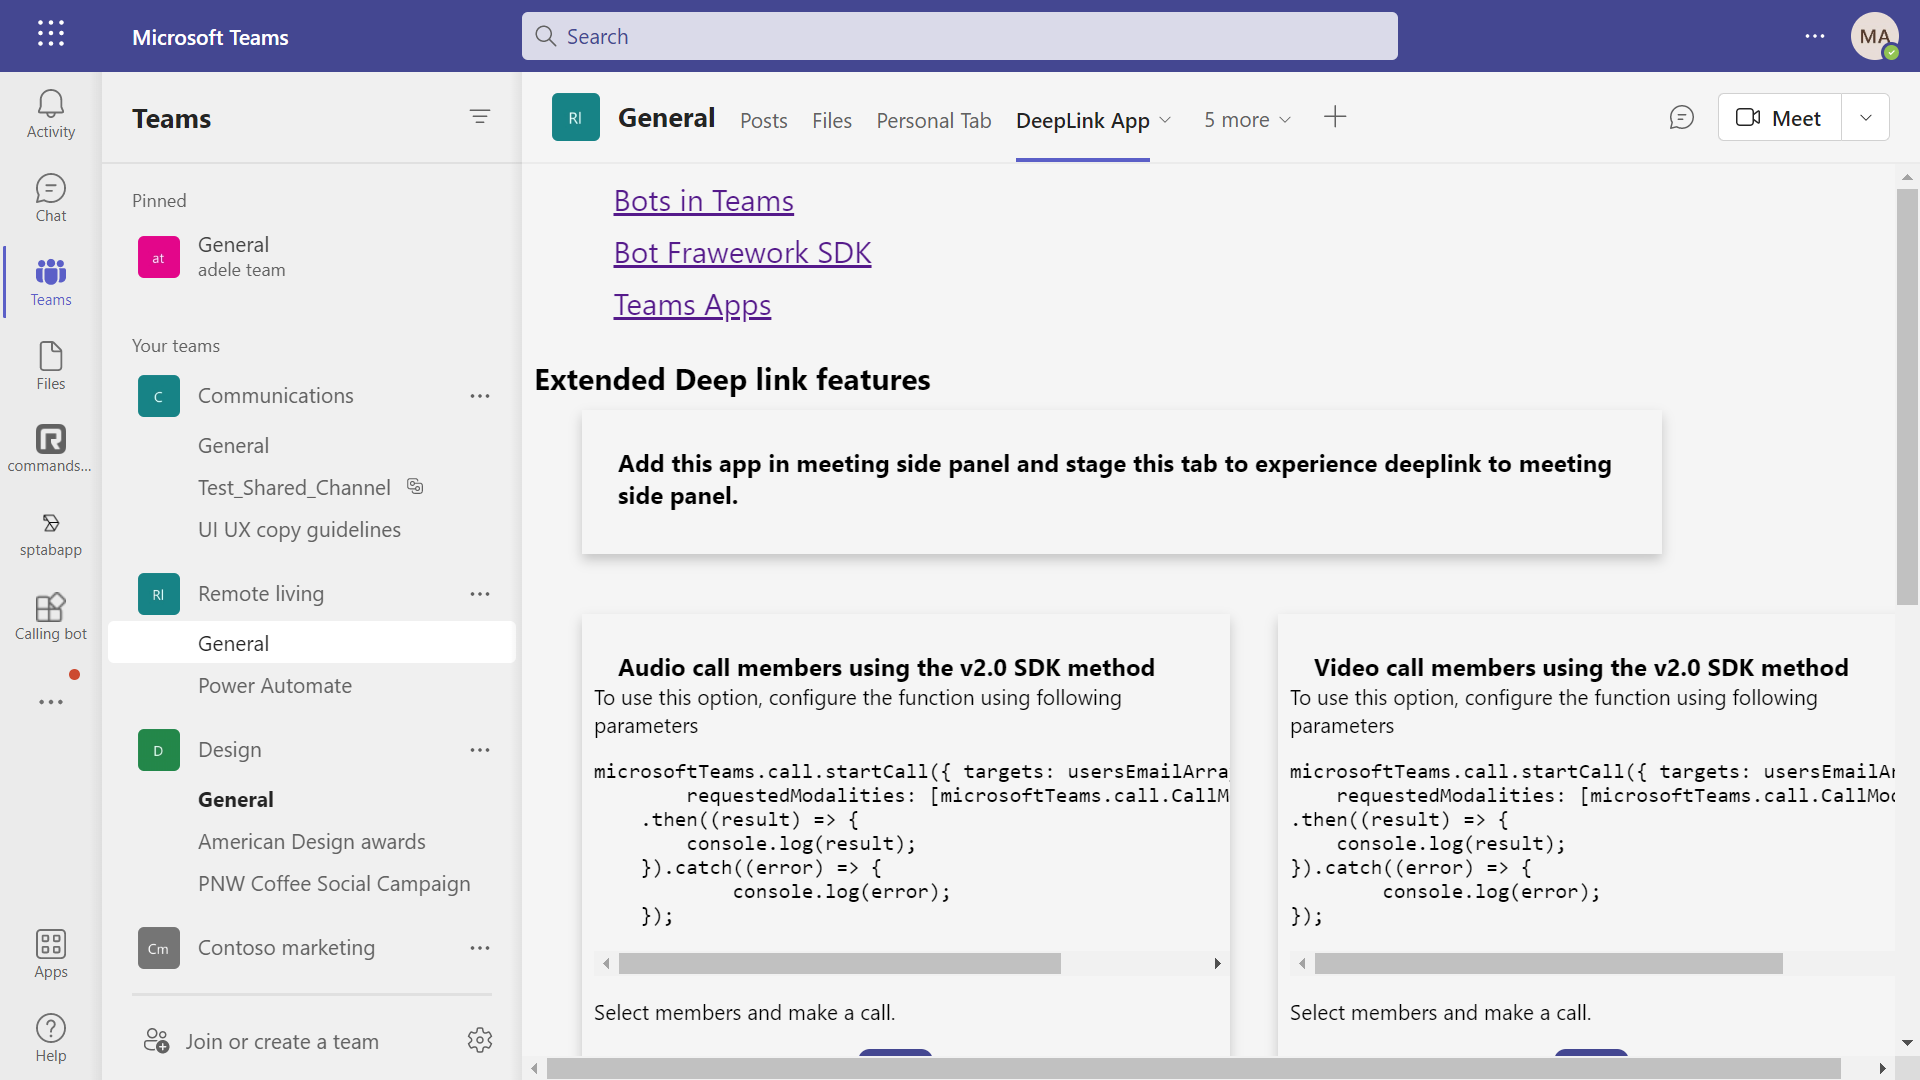 Microsoft Teams
Search
MA
Activity
Chat
Teams
Files
commands...
sptabapp
Calling bot
Apps
Help
Teams
Pinned
at
General
adele team
Your teams
C
Communications
General
Test_Shared_Channel
UI UX copy guidelines
Rl
Remote living
General
Power Automate
D
Design
General
American Design awards
PNW Coffee Social Campaign
Cm
Contoso marketing
Join or create a team
Rl
General
Posts
Files
Personal Tab
DeepLink App
5 more
Meet
Bots in Teams
Bot Frawework SDK
Teams Apps
Extended Deep link features
Add this app in meeting side panel and stage this tab to experience deeplink to meeting
side panel.
Audio call members using the v2.0 SDK method
To use this option, configure the function using following
parameters
microsoftTeams.call.startCall({ targets: usersEmailArra
requestedModalities: [microsoftTeams.call.CallM
.then((result) => {
console.log(result);
}).catch((error) => {
console.log(error);
});
Select members and make a call.
Video call members using the v2.0 SDK method
To use this option, configure the function using following
parameters
microsoftTeams.call.startCall({ targets: usersEmailAr
requestedModalities: [microsoftTeams.call.CallMod
.then((result) => {
console.log(result);
}).catch((error) => {
console.log(error);
});
Select members and make a call.